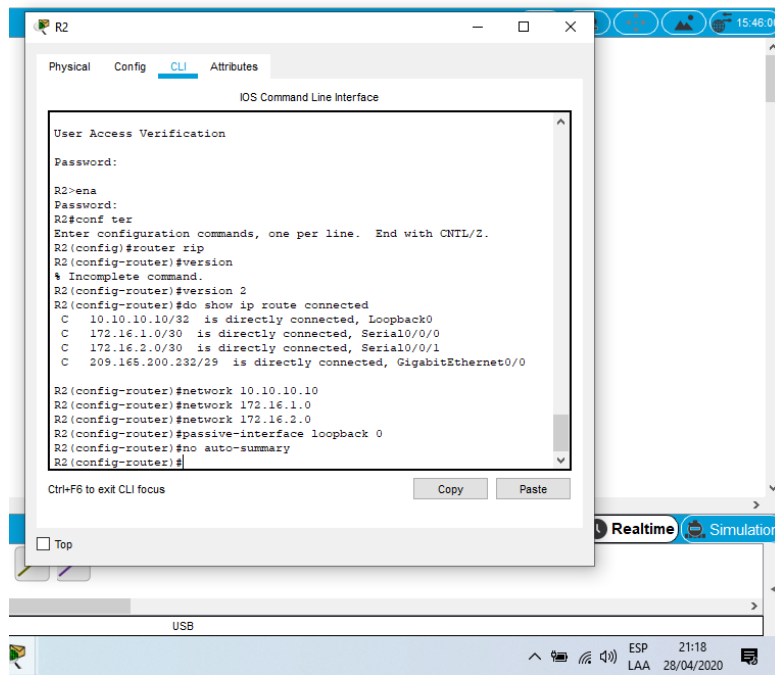 R2
15:46:00
Physical Config CLI Attributes
IOS Command Line Interface
User Access Verification
Password:
R2>ena
Password:
R2#conf ter
Enter configuration commands, one per line.  End with CNTL/Z.
R2(config)#router rip
R2(config-router)#version
% Incomplete command.
R2(config-router)#version 2
R2(config-router)#do show ip route connected
C   10.10.10.10/32  is directly connected, Loopback0
C   172.16.1.0/30  is directly connected, Serial0/0/0
C   172.16.2.0/30  is directly connected, Serial0/0/1
C   209.165.200.232/29  is directly connected, GigabitEthernet0/0
R2(config-router)#network 10.10.10.10
R2(config-router)#network 172.16.1.0
R2(config-router)#network 172.16.2.0
R2(config-router)#passive-interface loopback 0
R2(config-router)#no auto-summary
R2(config-router)#
Ctrl+F6 to exit CLI focus
Copy
Paste
Realtime
Simulation
Top
USB
ESP 21:18
LAA 28/04/2020